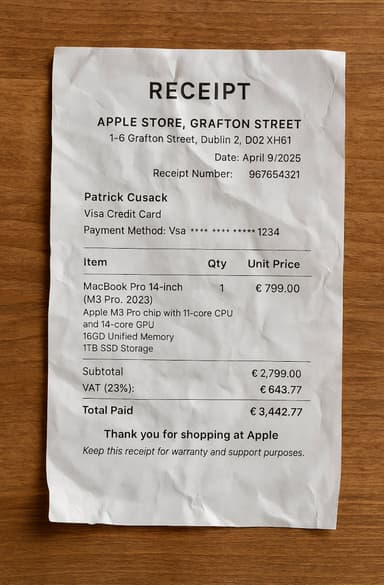 RECEIPT
APPLE STORE, GRAFTON STREET
1-6 Grafton Street, Dublin 2, D02 XH61
Date: April 9/2025
Receipt Number: 967654321
Patrick Cusack
Visa Credit Card
Payment Method: Vsa **** **** ***** 1234
Item Qty Unit Price
MacBook Pro 14-inch 1 € 799.00
(M3 Pro. 2023)
Apple M3 Pro chip with 11-core CPU
and 14-core GPU
16GD Unified Memory
1TB SSD Storage
Subtotal € 2,799.00
VAT (23%): € 643.77
Total Paid € 3,442.77
Thank you for shopping at Apple
Keep this receipt for warranty and support purposes.